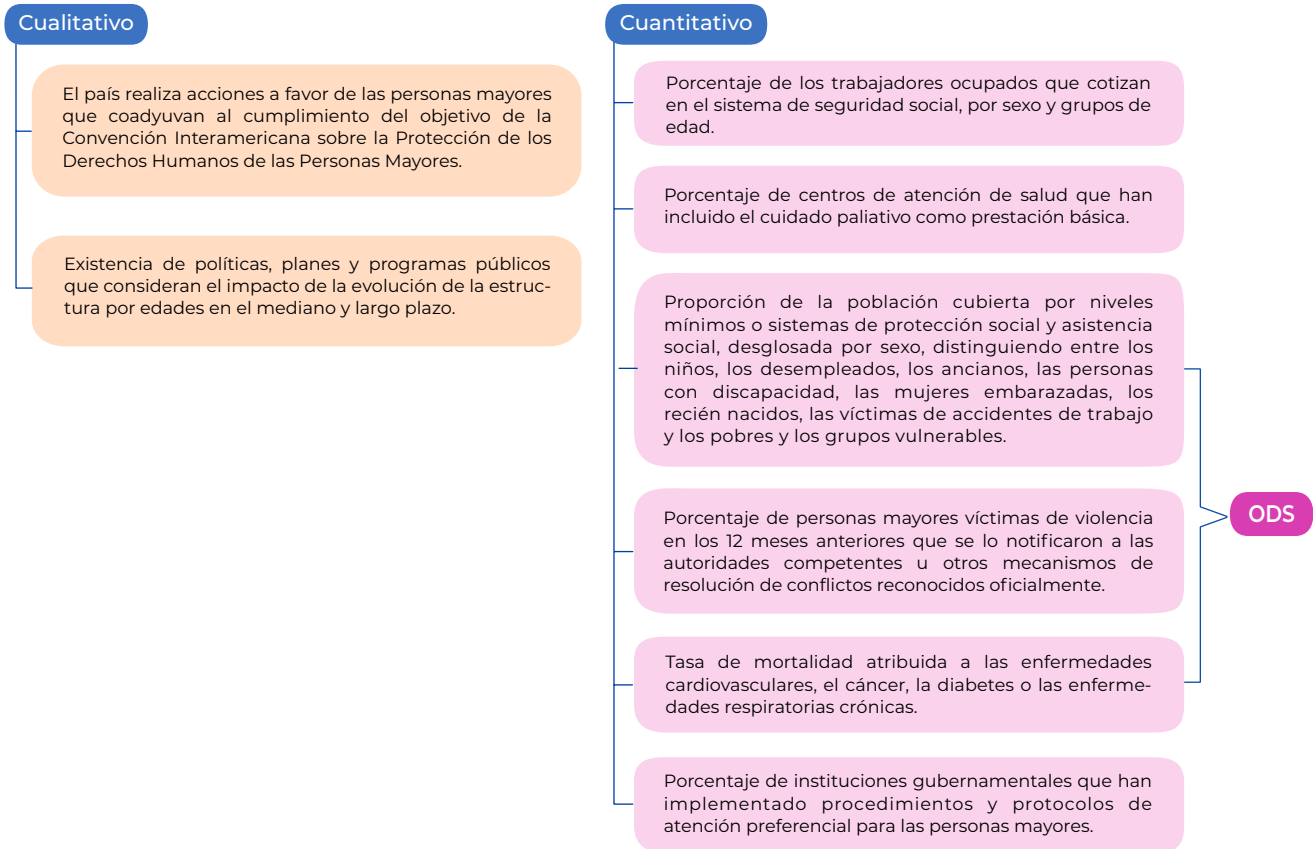 Cualitativo
El país realiza acciones a favor de las personas mayores
que coadyuvan al cumplimiento del objetivo de la
Convención Interamericana sobre la Protección de los
Derechos Humanos de las Personas Mayores.
Existencia de políticas, planes y programas públicos
que consideran el impacto de la evolución de la estruc-
tura por edades en el mediano y largo plazo.
Cuantitativo
Porcentaje de los trabajadores ocupados que cotizan
en el sistema de seguridad social, por sexo y grupos de
edad.
Porcentaje de centros de atención de salud que han
incluido el cuidado paliativo como prestación básica.
Proporción de la población cubierta por niveles
mínimos o sistemas de protección social y asistencia
social, desglosada por sexo, distinguiendo entre los
niños, los desempleados, los ancianos, las personas
con discapacidad, las mujeres embarazadas, los
recién nacidos, las víctimas de accidentes de trabajo
y los pobres y los grupos vulnerables.
Porcentaje de personas mayores víctimas de violencia
en los 12 meses anteriores que se lo notificaron a las
autoridades competentes u otros mecanismos de
resolución de conflictos reconocidos oficialmente.
Tasa de mortalidad atribuida a las enfermedades
cardiovasculares, el cáncer, la diabetes o las enferme-
dades respiratorias crónicas.
Porcentaje de instituciones gubernamentales que han
implementado procedimientos y protocolos de
atención preferencial para las personas mayores.
ODS